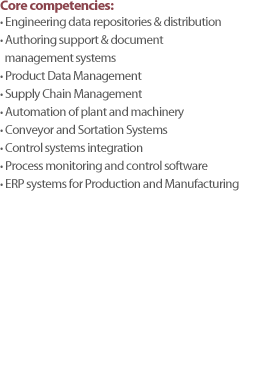 Core competencies:
• Engineering data repositories & distribution
• Authoring support & document
management systems
• Product Data Management
• Supply Chain Management
• Automation of plant and machinery
• Conveyor and Sortation Systems
• Control systems integration
• Process monitoring and control software
• ERP systems for Production and Manufacturing